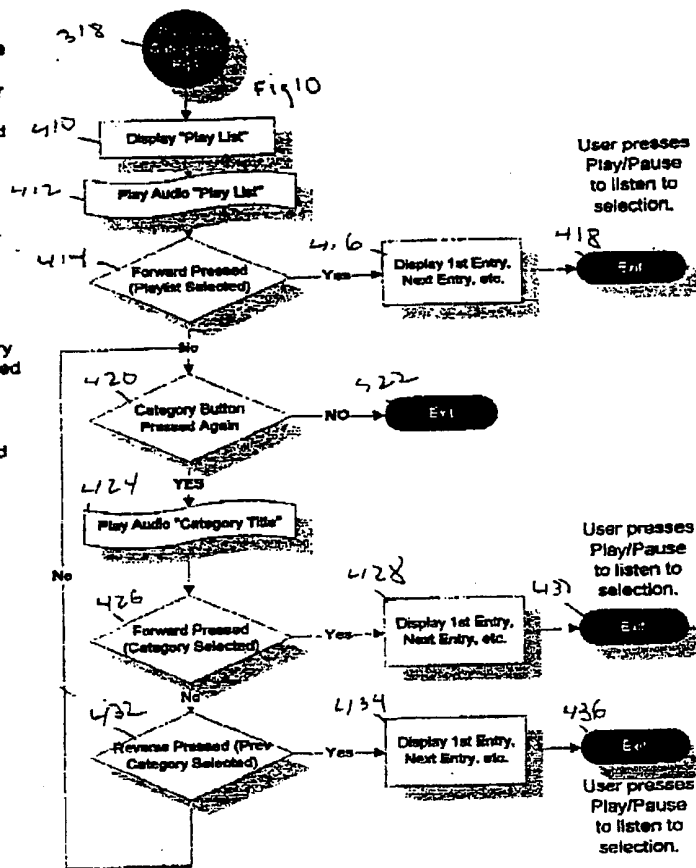 318
Fig 10
410
Display "Play List"
412
Play Audio "Play List"
414
Forward Pressed
(Playlist Selected)
Yes
416
Display 1st Entry,
Next Entry, etc.
User presses
Play/Pause
to listen to
selection.
418
Exit
No
420
Category Button
Pressed Again
NO
422
Exit
YES
424
Play Audio "Category Title"
No
426
Forward Pressed
(Category Selected)
Yes
428
Display 1st Entry,
Next Entry, etc.
User presses
Play/Pause
to listen to
selection.
Exit
No
432
Reverse Pressed (Prev
Category Selected)
Yes
434
Display 1st Entry,
Next Entry, etc.
436
Exit
User presses
Play/Pause
to listen to
selection.